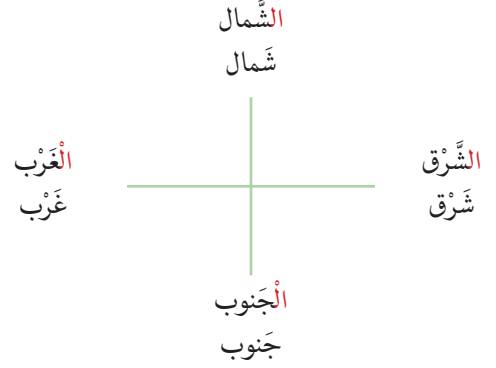 الشَّمال
شَمال
الشَّرْق
شَرْق
الْغَرْب
غَرْب
الْجَنوب
جَنوب